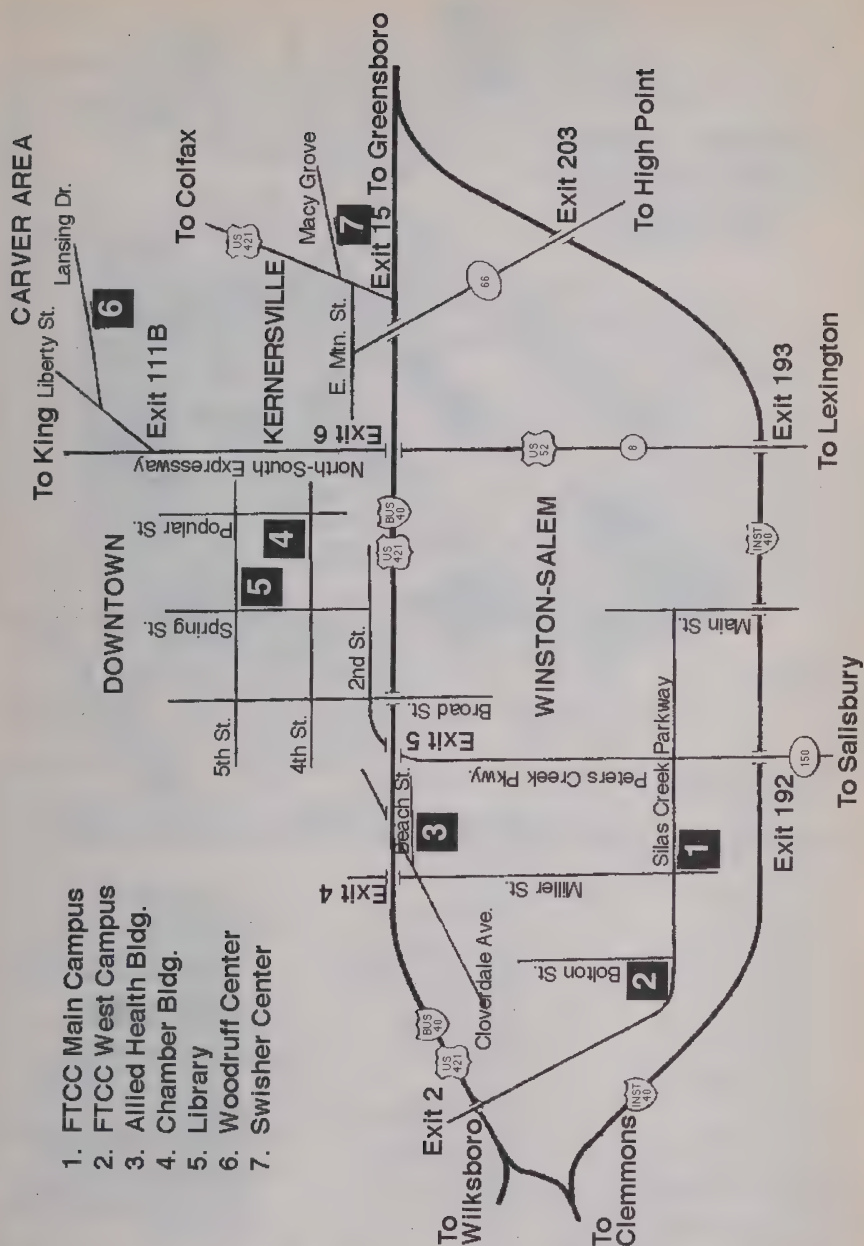 1. FTCC Main Campus
2. FTCC West Campus
3. Allied Health Bldg.
4. Chamber Bldg.
5. Library
6. Woodruff Center
7. Swisher Center
CARVER AREA
To King
Liberty St.
Lansing Dr.
6
Exit 111B
To Colfax
US 421
Macy Grove
7
KERNERSVILLE
E. Mtn. St.
Exit 15
To Greensboro
Exit 6
North-South Expressway
DOWNTOWN
Popular St.
Spring St.
5
4
5th St.
4th St.
2nd St.
Broad St.
US 421
BUS 40
66
Exit 203
To High Point
Exit 5
Exit 4
Beach St.
3
Cloverdale Ave.
Miller St.
Peters Creek Pkwy.
WINSTON-SALEM
US 52
8
Silas Creek Parkway
Main St.
1
Bolton St.
2
BUS 40
US 421
Exit 2
To
Wilksboro
To
Clemmons
INST 40
Exit 192
150
To Salisbury
INST 40
Exit 193
To Lexington